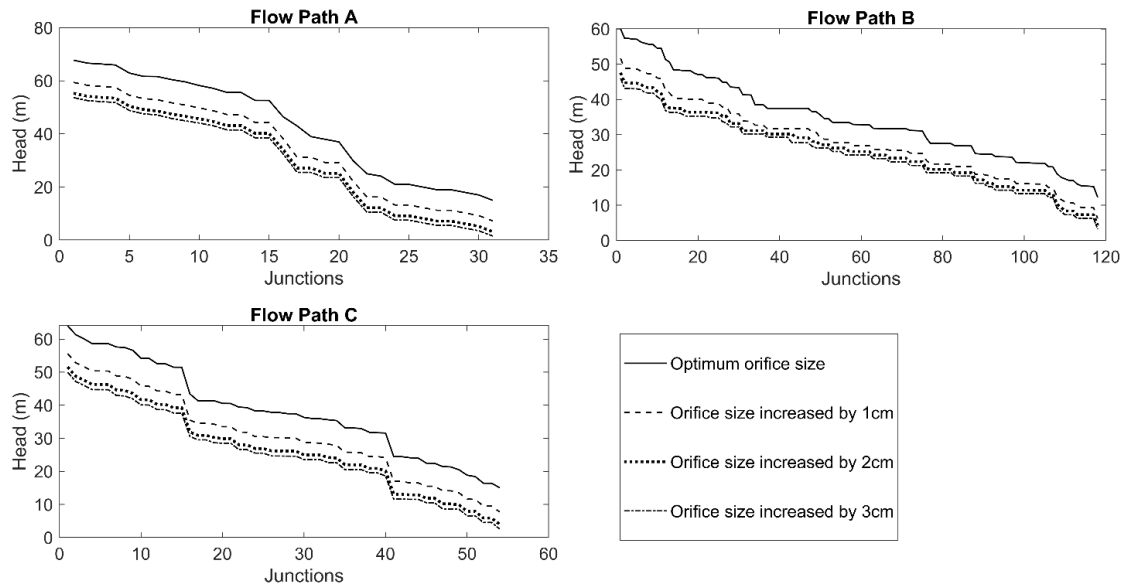 Flow Path A
80
60
40
20
0
Head (m)
0 5 10 15 20 25 30 35
Junctions
Flow Path B
60
50
40
30
20
10
0
Head (m)
0 20 40 60 80 100 120
Junctions
Flow Path C
60
50
40
30
20
10
0
Head (m)
0 10 20 30 40 50 60
Junctions
Optimum orifice size
Orifice size increased by 1cm
Orifice size increased by 2cm
Orifice size increased by 3cm